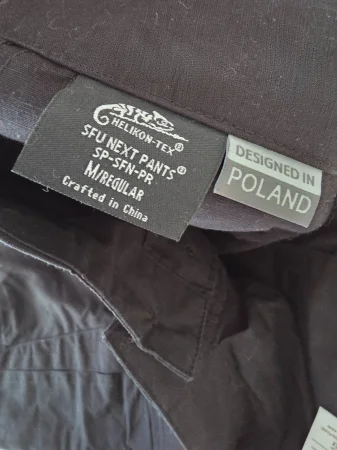 HELIKON-TEX®
SFU NEXT PANTS®
SP-SFN-PR
M/REGULAR
Crafted in China
DESIGNED IN
POLAND